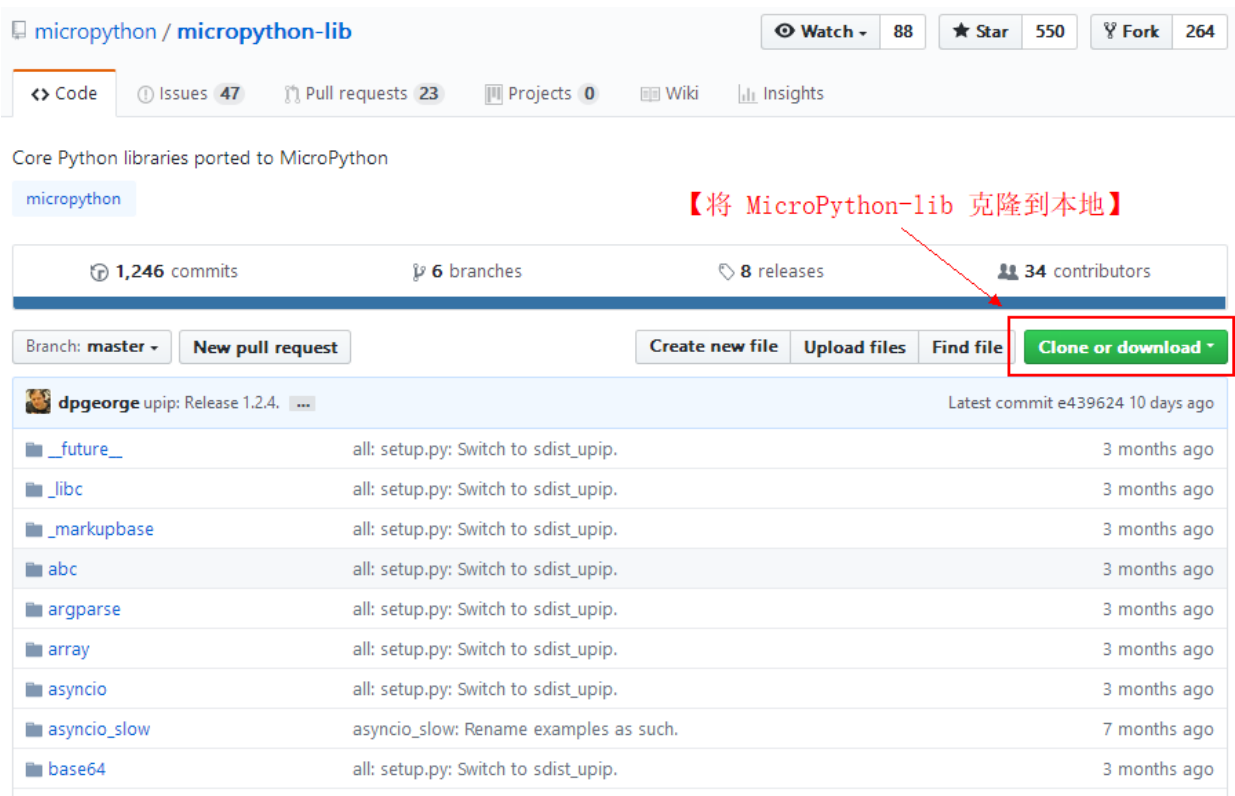 micropython / micropython-lib
Watch 88 Star 550 Fork 264
Code Issues 47 Pull requests 23 Projects 0 Wiki Insights
Core Python libraries ported to MicroPython
micropython
【将 MicroPython-lib 克隆到本地】
1,246 commits 6 branches 8 releases 34 contributors
Branch: master New pull request Create new file Upload files Find file Clone or download
dpgeorge upip: Release 1.2.4. ... Latest commit e439624 10 days ago
__future__ all: setup.py: Switch to sdist_upip. 3 months ago
_libc all: setup.py: Switch to sdist_upip. 3 months ago
_markupbase all: setup.py: Switch to sdist_upip. 3 months ago
abc all: setup.py: Switch to sdist_upip. 3 months ago
argparse all: setup.py: Switch to sdist_upip. 3 months ago
array all: setup.py: Switch to sdist_upip. 3 months ago
asyncio all: setup.py: Switch to sdist_upip. 3 months ago
asyncio_slow asyncio_slow: Rename examples as such. 7 months ago
base64 all: setup.py: Switch to sdist_upip. 3 months ago